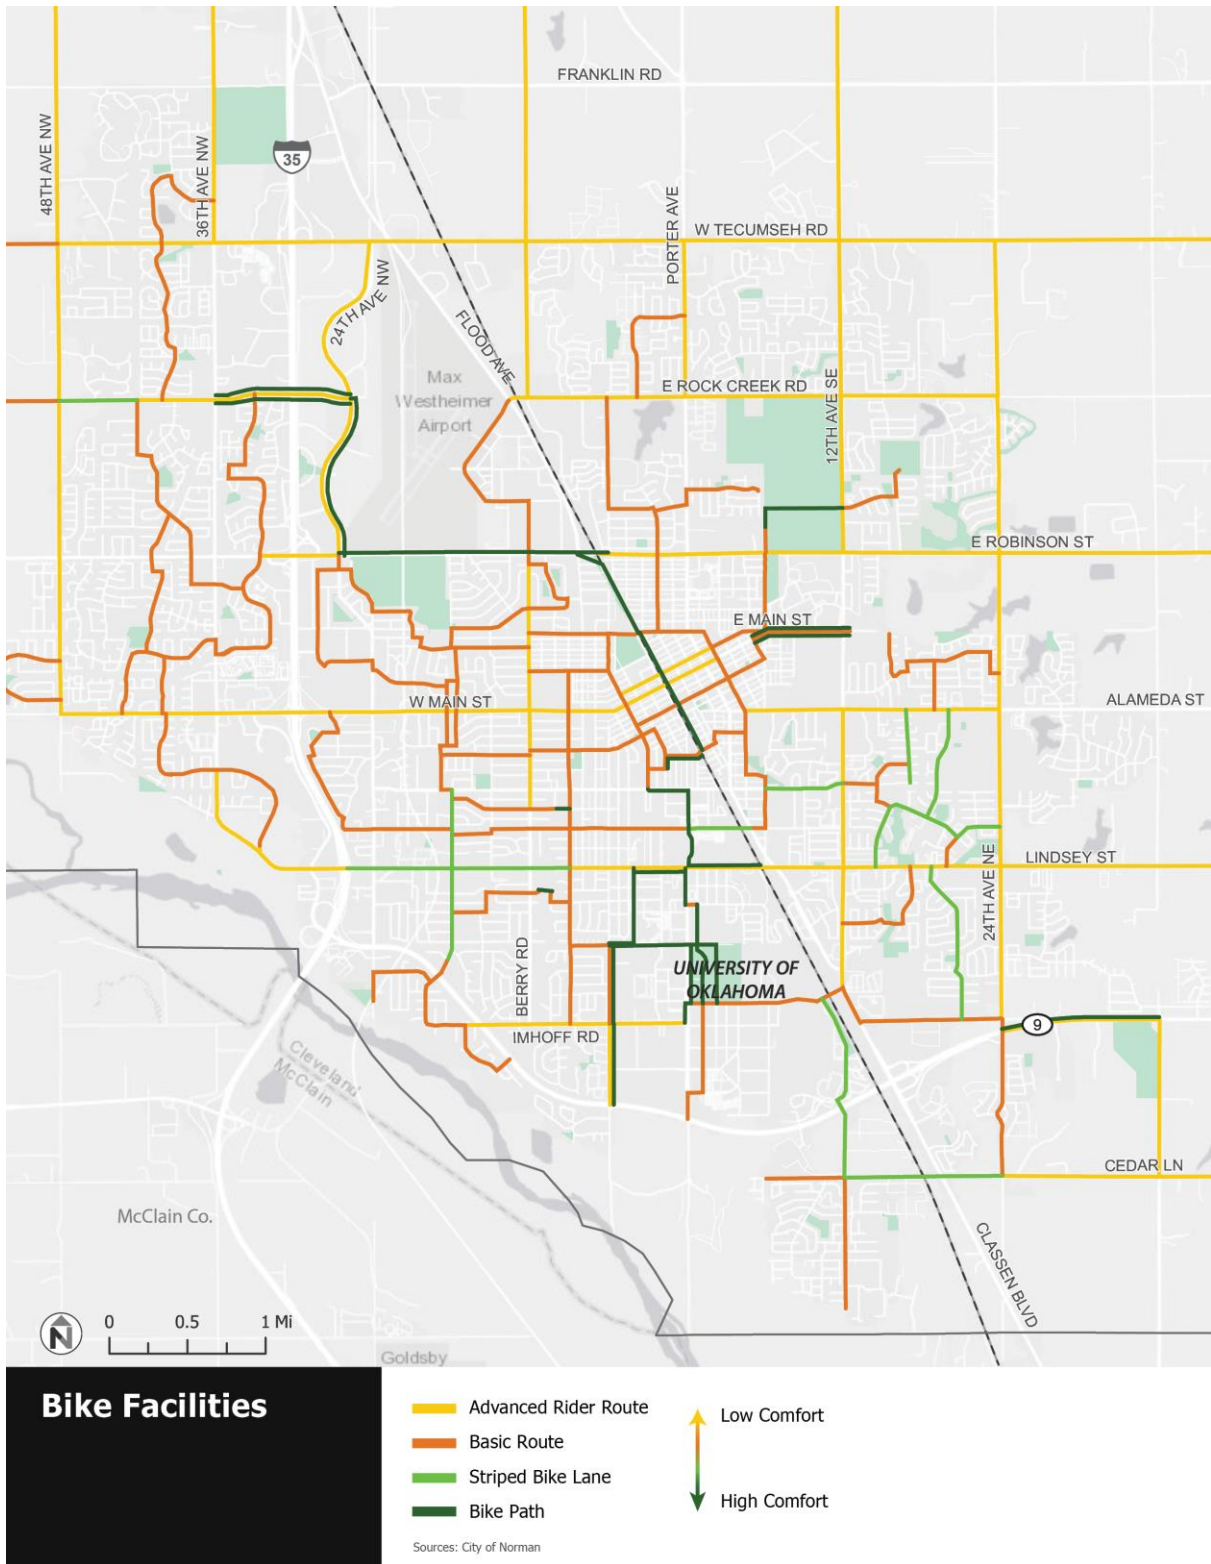 FRANKLIN RD
48TH AVE NW
36TH AVE NW
35
PORTER AVE
W TECUMSEH RD
24TH AVE NW
FLOOD AVE
Max
Westheimer
Airport
E ROCK CREEK RD
12TH AVE SE
E ROBINSON ST
E MAIN ST
W MAIN ST
ALAMEDA ST
LINDSEY ST
24TH AVE NE
BERRY RD
UNIVERSITY OF
OKLAHOMA
IMHOFF RD
9
Cleveland
McClain
CEDAR LN
McClain Co.
CLASSEN BLVD
N
0 0.5 1 Mi
Goldsby
Bike Facilities
Advanced Rider Route
Basic Route
Striped Bike Lane
Bike Path
Low Comfort
High Comfort
Sources: City of Norman